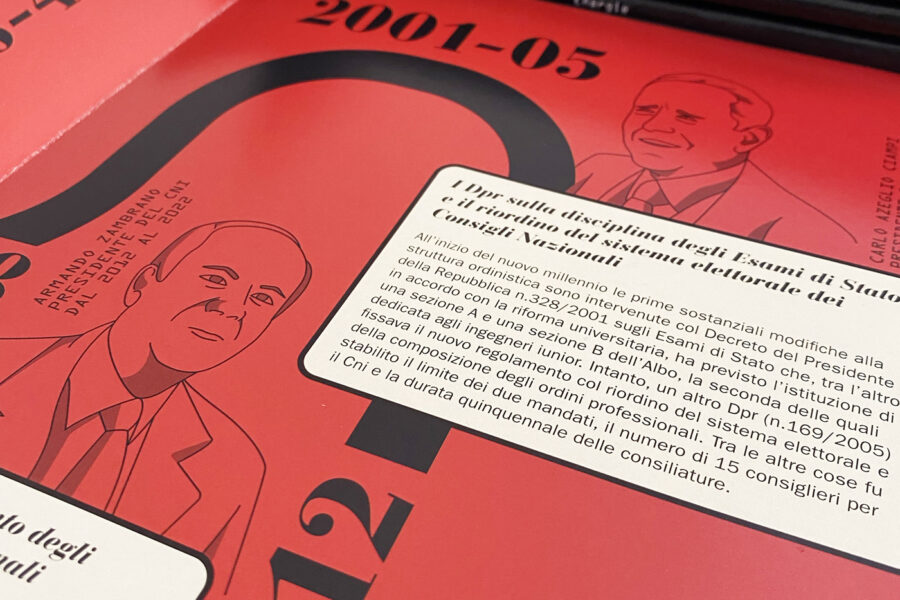 Energie
2001-05
ARMANDO ZAMBRANO
PRESIDENTE DEL CNI
DAL 2012 AL 2022
CARLO AZEGLIO CIAMPI
I Dpr sulla disciplina degli Esami di Stato
e il riordino del sistema elettorale dei
Consigli Nazionali
All'inizio del nuovo millennio le prime sostanziali modifiche alla
struttura ordinistica sono intervenute col Decreto del Presidente
della Repubblica n.328/2001 sugli Esami di Stato che, tra l'altro
in accordo con la riforma universitaria, ha previsto l'istituzione di
una sezione A e una sezione B dell'Albo, la seconda delle quali
dedicata agli ingegneri iunior. Intanto, un altro Dpr (n.169/2005)
fissava il nuovo regolamento col riordino del sistema elettorale e
della composizione degli ordini professionali. Tra le altre cose fu
stabilito il limite dei due mandati, il numero di 15 consiglieri per
il Cni e la durata quinquennale delle consiliature.
12
degli